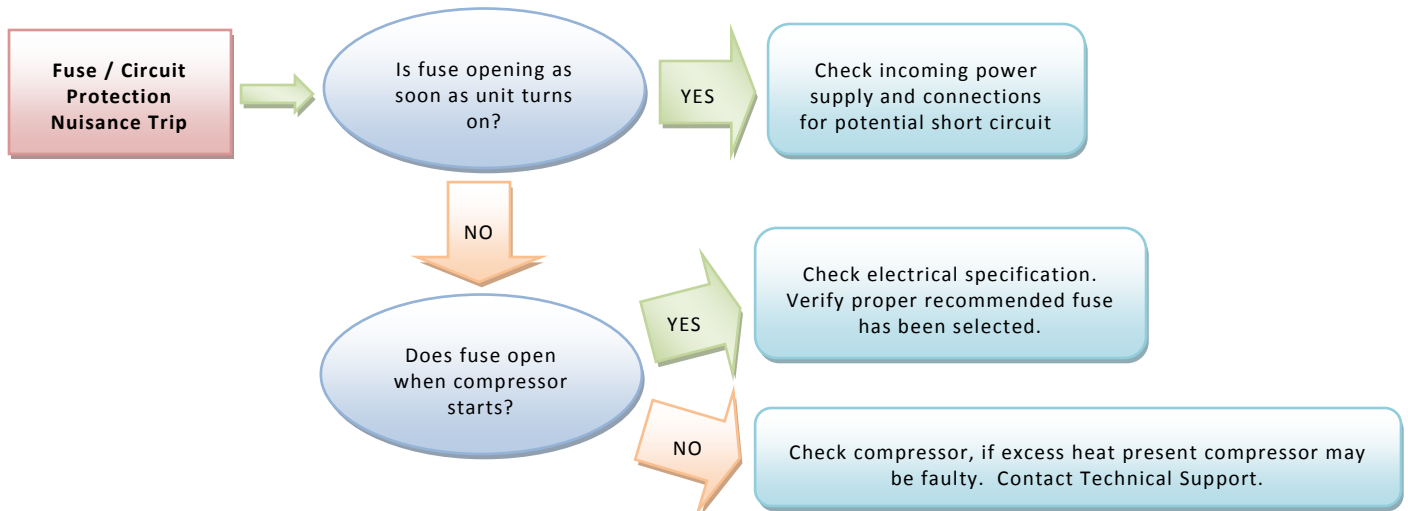 Fuse / Circuit
Protection
Nuisance Trip
Is fuse opening as
soon as unit turns
on?
YES
Check incoming power
supply and connections
for potential short circuit
NO
Does fuse open
when compressor
starts?
YES
Check electrical specification.
Verify proper recommended fuse
has been selected.
NO
Check compressor, if excess heat present compressor may
be faulty. Contact Technical Support.